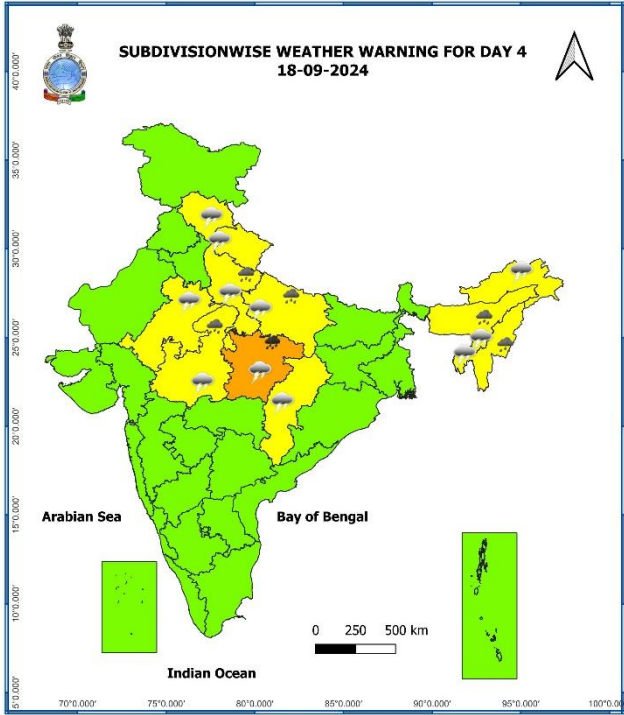 SUBDIVISIONWISE WEATHER WARNING FOR DAY 4
18-09-2024
40°0.000'
35°0.000'
30°0.000'
25°0.000'
20°0.000'
15°0.000'
10°0.000'
5°0.000'
Arabian Sea
Bay of Bengal
0 250 500 km
Indian Ocean
70°0.000' 75°0.000' 80°0.000' 85°0.000' 90°0.000' 95°0.000' 100°0.000'